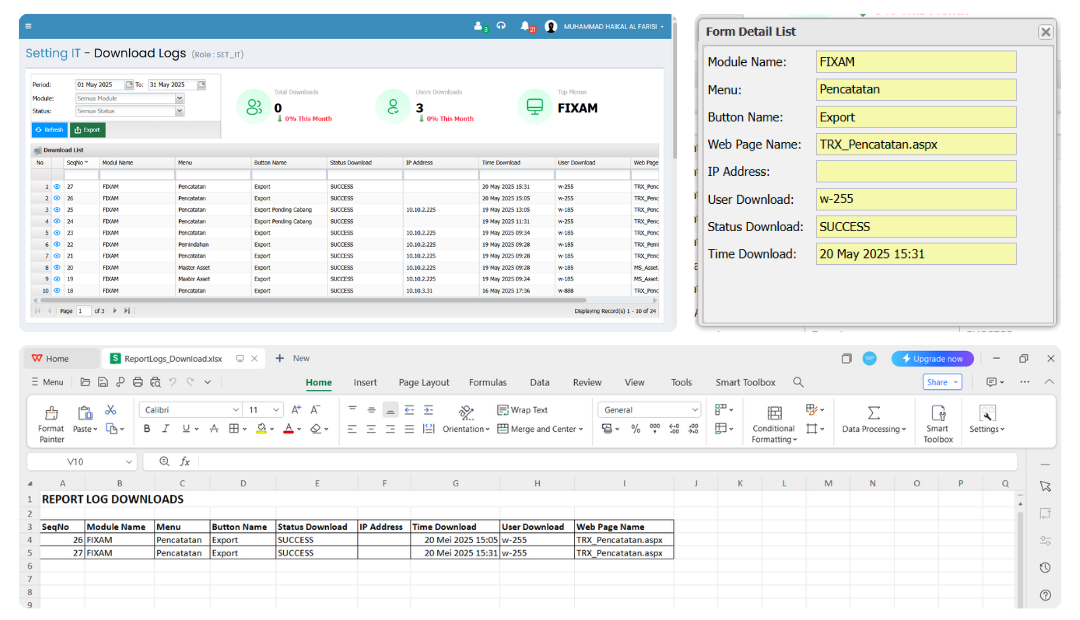 3
21
MUHAMMAD HAIKAL AL FARISI
Setting IT - Download Logs (Role : SET_IT)
Period: 01 May 2025 To: 31 May 2025
Module: Semua Module
Status: Semua Status
Refresh Export
Total Downloads
0
0% This Month
Users Downloads
3
0% This Month
Top Menus
FIXAM
Download List
No SeqNo Modul Name Menu Button Name Status Download IP Address Time Download User Download Web Page
1 27 FIXAM Pencatatan Export SUCCESS 20 May 2025 15:31 w-255 TRX_Penc
2 26 FIXAM Pencatatan Export SUCCESS 20 May 2025 15:05 w-255 TRX_Penc
3 25 FIXAM Pencatatan Export Pending Cabang SUCCESS 10.10.2.225 19 May 2025 13:05 w-185 TRX_Penc
4 24 FIXAM Pencatatan Export Pending Cabang SUCCESS 19 May 2025 11:31 w-255 TRX_Penc
5 23 FIXAM Pencatatan Export SUCCESS 10.10.2.225 19 May 2025 09:34 w-185 TRX_Penc
6 22 FIXAM Pemindahan Export SUCCESS 10.10.2.225 19 May 2025 09:28 w-185 TRX_Pemi
7 21 FIXAM Pencatatan Export SUCCESS 10.10.2.225 19 May 2025 09:28 w-185 TRX_Penc
8 20 FIXAM Master Asset Export SUCCESS 10.10.2.225 19 May 2025 09:28 w-185 MS_Asset.
9 19 FIXAM Master Asset Export SUCCESS 10.10.2.225 19 May 2025 09:24 w-185 MS_Asset.
10 18 FIXAM Pencatatan Export SUCCESS 10.10.3.31 16 May 2025 17:36 w-888 TRX_Penc
Page 1 of 3 Displaying Record(s) 1 - 10 of 24
Form Detail List
Module Name: FIXAM
Menu: Pencatatan
Button Name: Export
Web Page Name: TRX_Pencatatan.aspx
IP Address:
User Download: w-255
Status Download: SUCCESS
Time Download: 20 May 2025 15:31
W Home S ReportLogs_Download.xlsx + New WP Upgrade now
Menu Home Insert Page Layout Formulas Data Review View Tools Smart Toolbox Share
Format Painter Paste Calibri 11 A+ A- B I U A Orientation Wrap Text Merge and Center General % 000 Conditional Formatting Data Processing Smart Toolbox Settings
V10 fx
A B C D E F G H I J K L M N O P Q
1 REPORT LOG DOWNLOADS
2
3 SeqNo Module Name Menu Button Name Status Download IP Address Time Download User Download Web Page Name
4 26 FIXAM Pencatatan Export SUCCESS 20 Mei 2025 15:05 w-255 TRX_Pencatatan.aspx
5 27 FIXAM Pencatatan Export SUCCESS 20 Mei 2025 15:31 w-255 TRX_Pencatatan.aspx
6
7
8
9